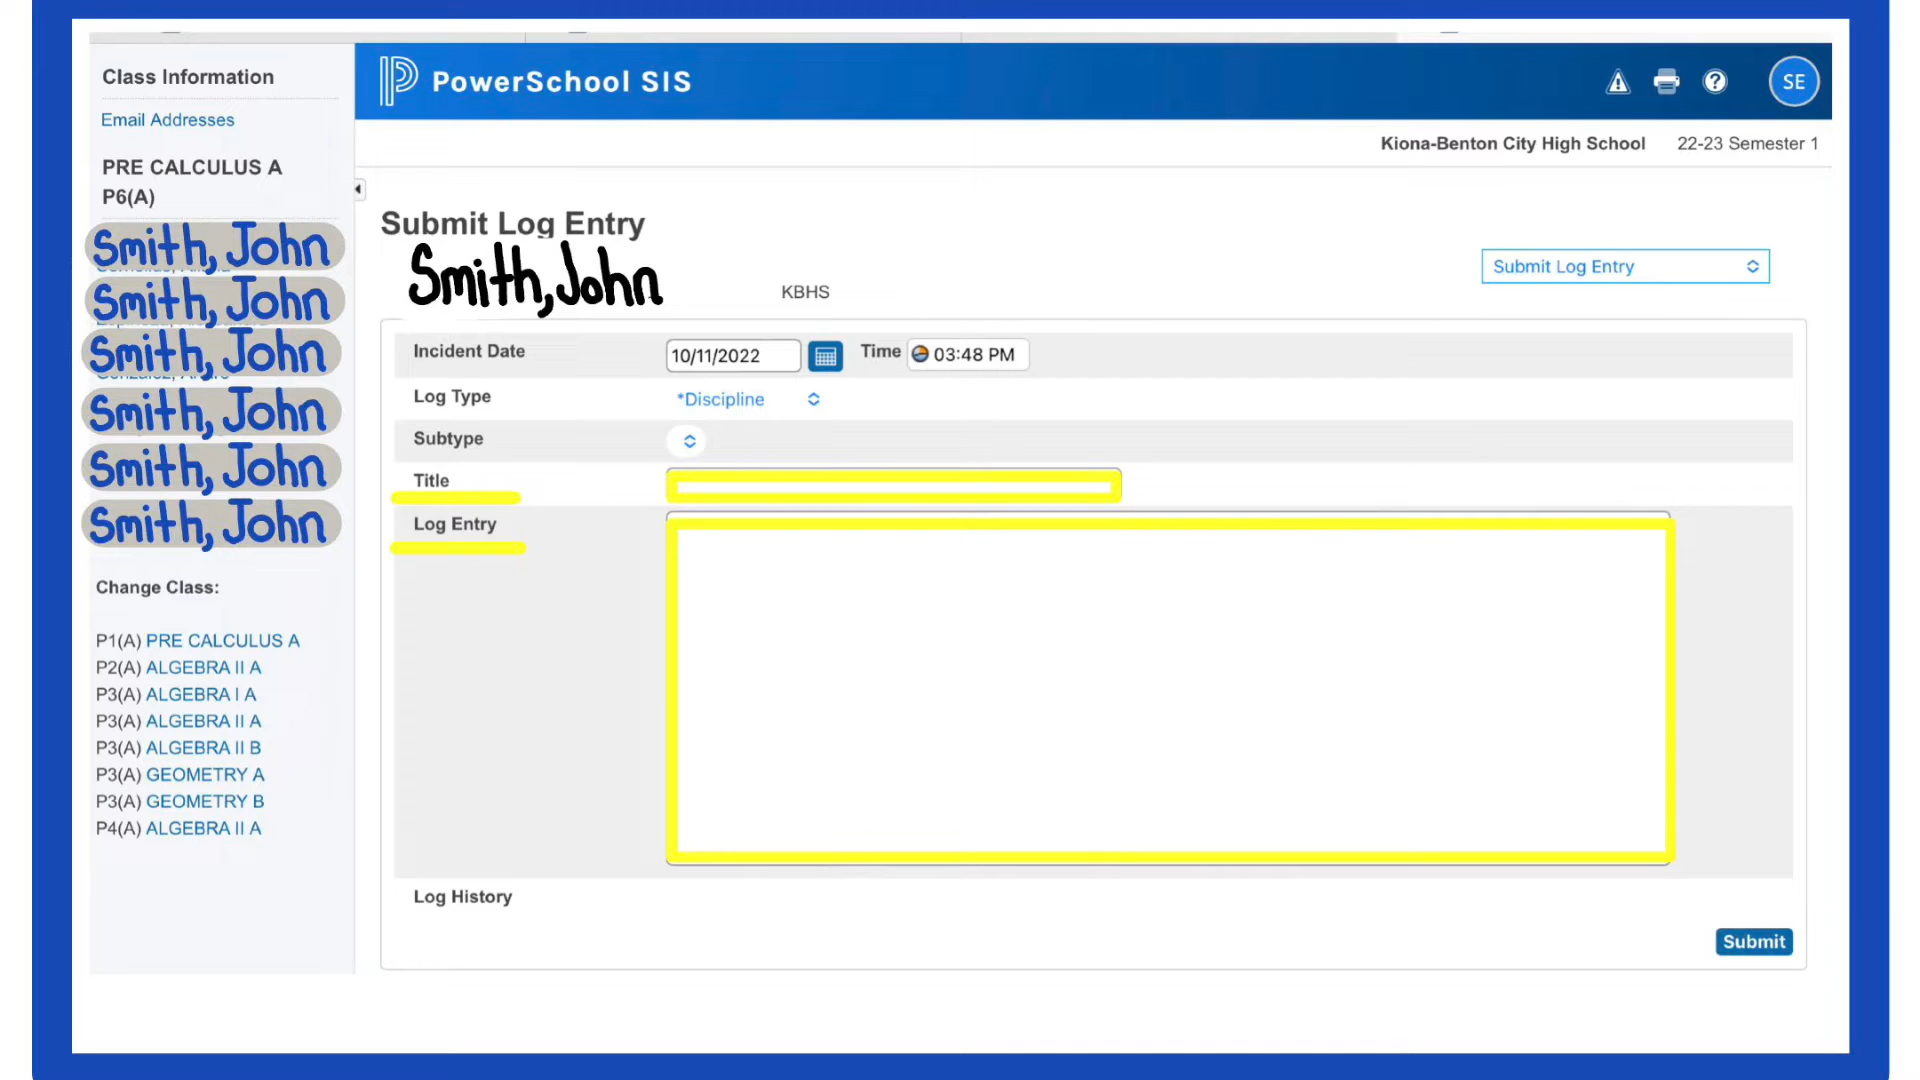 Class Information
Email Addresses
PRE CALCULUS A
P6(A)
Smith, John
Smith, John
Smith, John
Smith, John
Smith, John
Smith, John
Change Class:
P1(A) PRE CALCULUS A
P2(A) ALGEBRA II A
P3(A) ALGEBRA I A
P3(A) ALGEBRA II A
P3(A) ALGEBRA II B
P3(A) GEOMETRY A
P3(A) GEOMETRY B
P4(A) ALGEBRA II A
PowerSchool SIS
SE
Kiona-Benton City High School 22-23 Semester 1
Submit Log Entry
Smith, John
KBHS
Submit Log Entry
Incident Date 10/11/2022 Time 03:48 PM
Log Type *Discipline
Subtype
Title
Log Entry
Log History
Submit